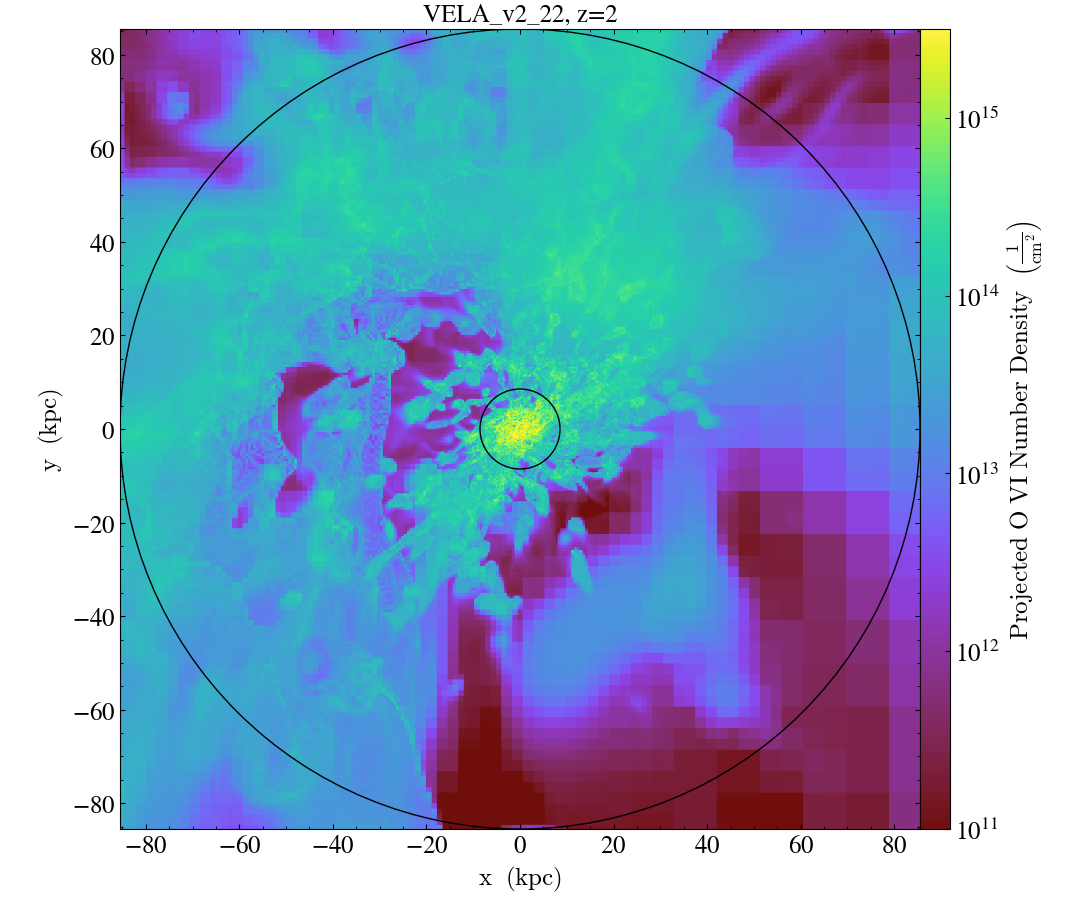 VELA_v2_22, z=2
80
60
40
20
0
−20
−40
−60
−80
y (kpc)
−80 −60 −40 −20 0 20 40 60 80
x (kpc)
10^15
10^14
10^13
10^12
10^11
Projected O VI Number Density (1/cm^2)